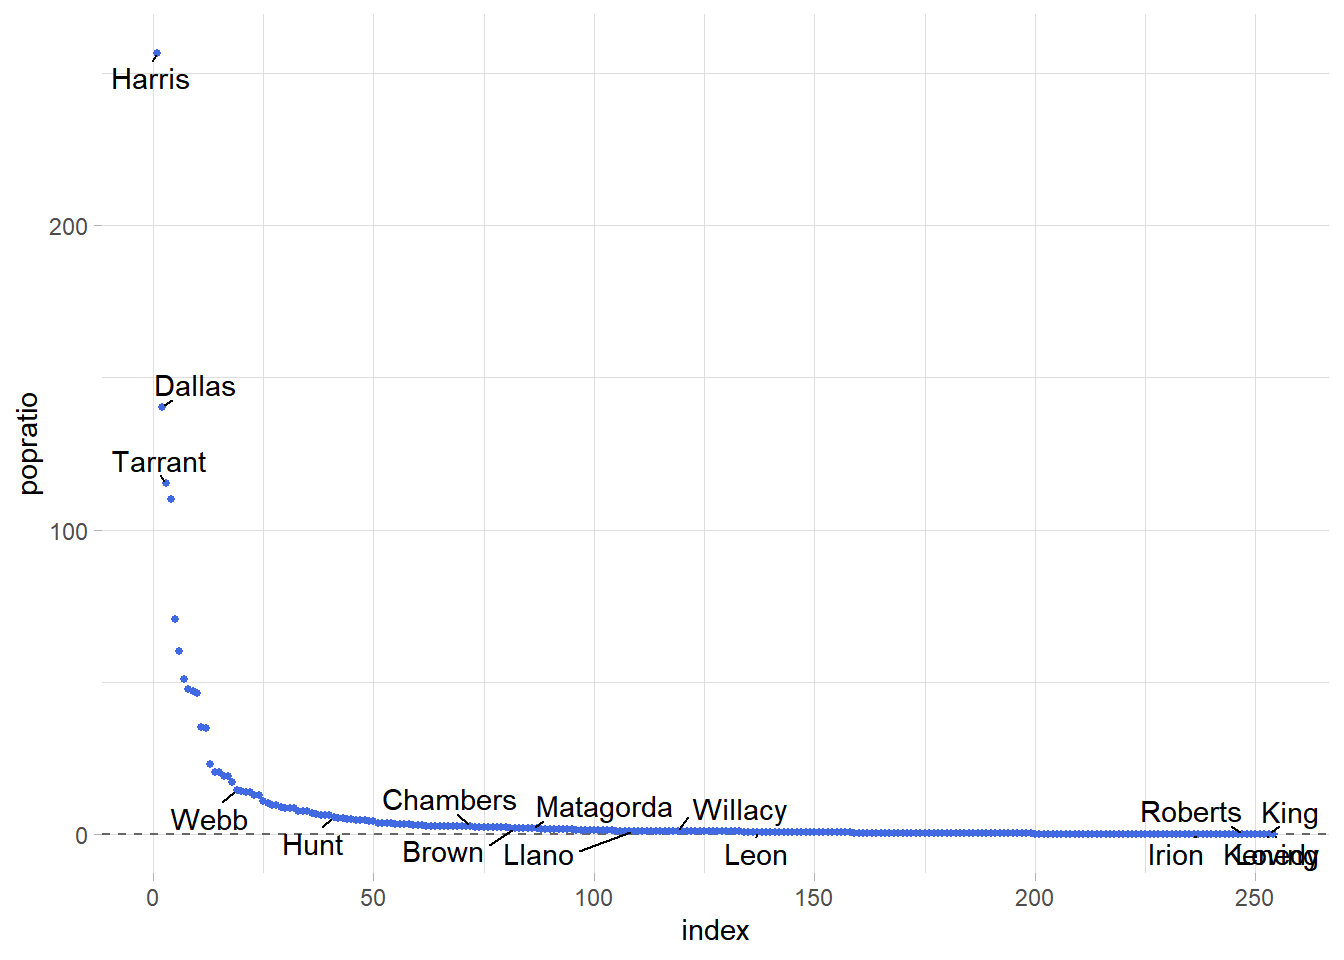 Harris
200
Dallas
Tarrant
popratio
100
Chambers
Matagorda
Willacy
Roberts
King
Webb
0
Hunt
Brown
Llano
Leon
Irion
Kenedy
Loving
0
50
100
150
200
250
index